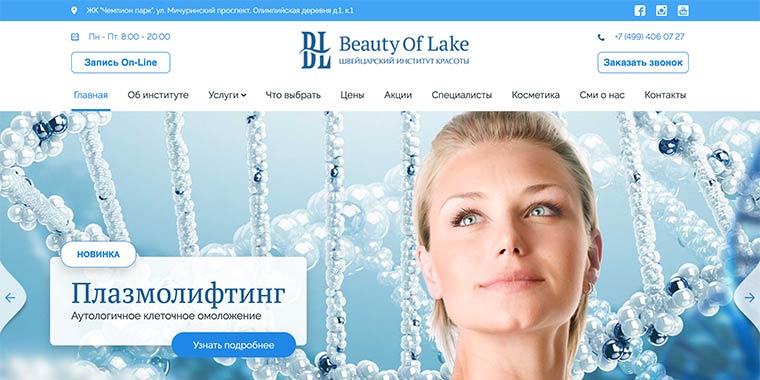 ЖК "Чемпион парк". ул. Мичуринский проспект, Олимпийская деревня д.1, к.1
Пн - Пт: 8:00 - 20:00
Запись On-Line
BL
BL
Beauty Of Lake
ШВЕЙЦАРСКИЙ ИНСТИТУТ КРАСОТЫ
+7 (499) 406 07 27
Заказать звонок
Главная Об институте Услуги Что выбрать Цены Акции Специалисты Косметика Сми о нас Контакты
НОВИНКА
Плазмолифтинг
Аутологичное клеточное омоложение
Узнать подробнее